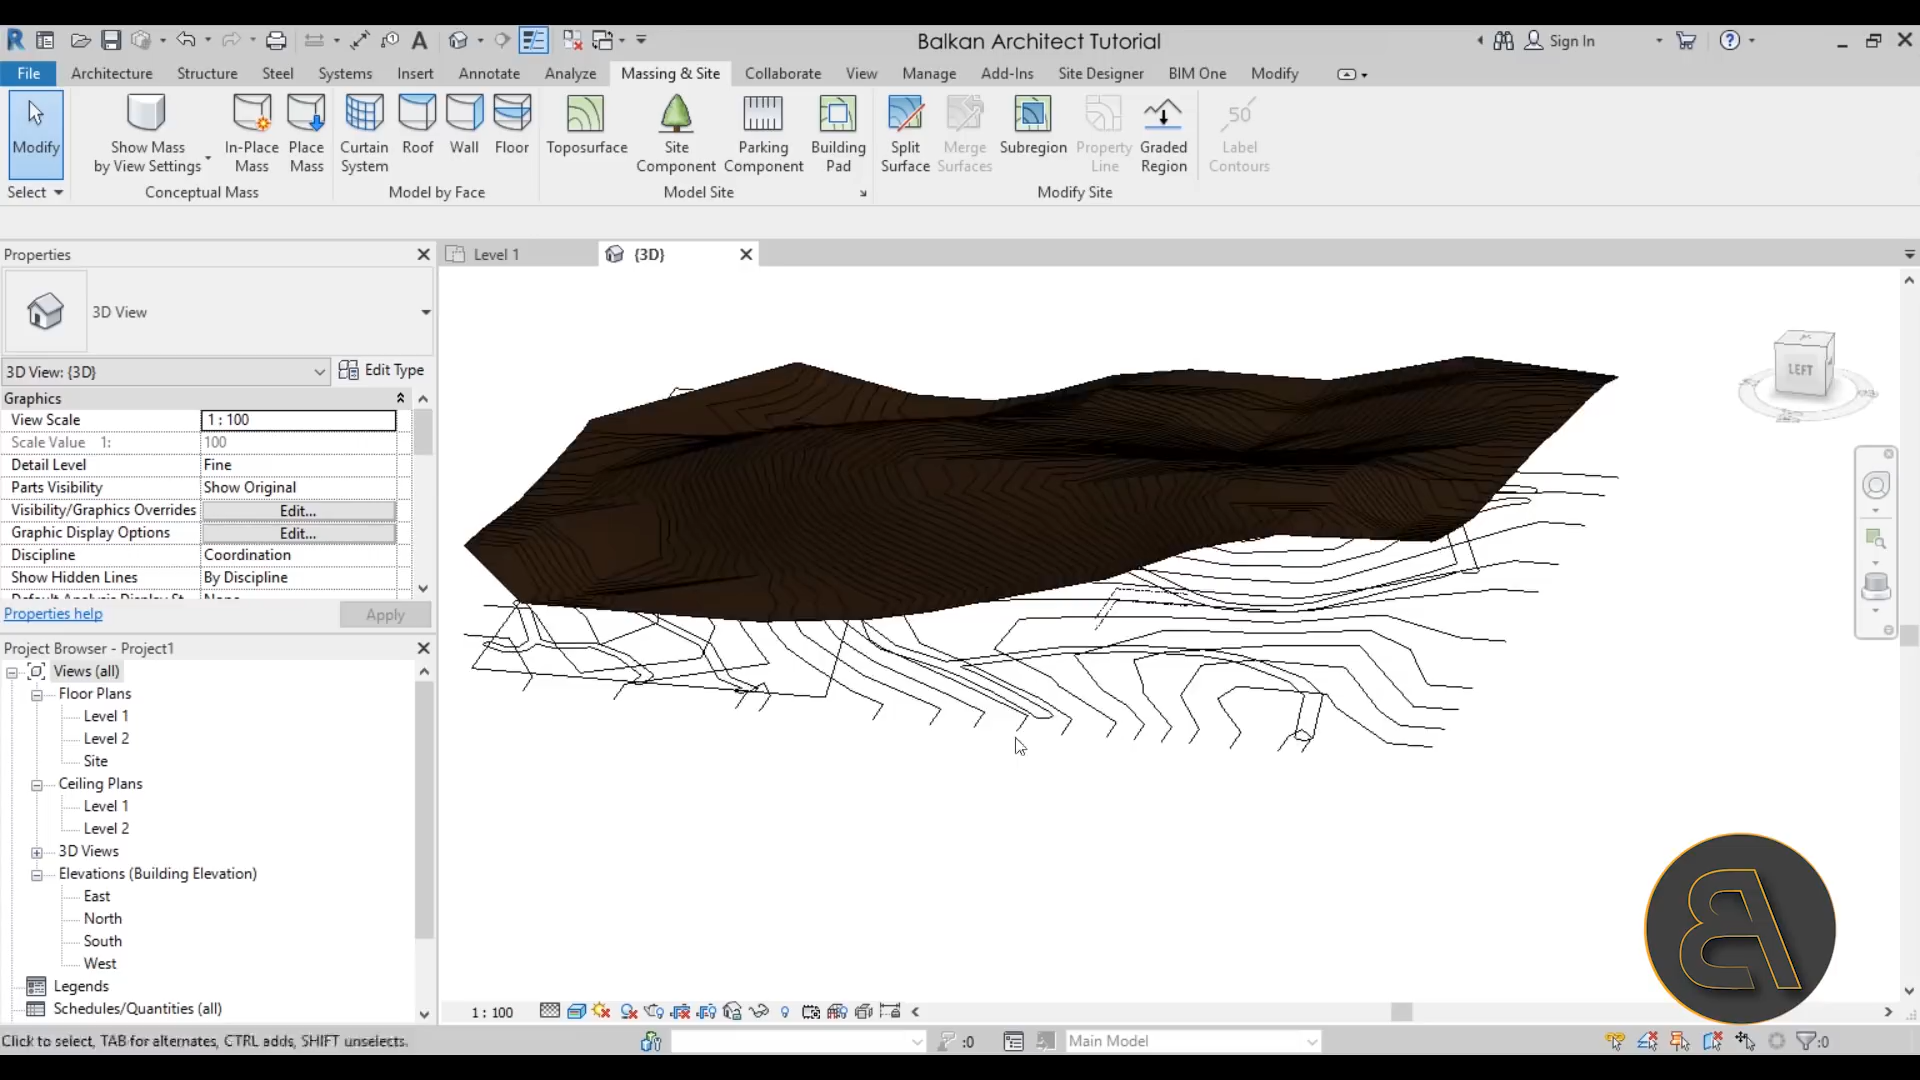 Balkan Architect Tutorial
Sign In
File Architecture Structure Steel Systems Insert Annotate Analyze Massing & Site Collaborate View Manage Add-Ins Site Designer BIM One Modify
Modify
Show Mass by View Settings
In-Place Mass
Place Mass
Curtain System
Roof
Wall
Floor
Toposurface
Site Component
Parking Component
Building Pad
Split Surface
Merge Surfaces
Subregion
Property Line
Graded Region
50
Label Contours
Select Conceptual Mass Model by Face Model Site Modify Site
Properties
Level 1
{3D}
3D View
3D View: {3D}
Edit Type
Graphics
View Scale 1 : 100
Scale Value 1: 100
Detail Level Fine
Parts Visibility Show Original
Visibility/Graphics Overrides Edit...
Graphic Display Options Edit...
Discipline Coordination
Show Hidden Lines By Discipline
Properties help
Apply
LEFT
Project Browser - Project1
Views (all)
Floor Plans
Level 1
Level 2
Site
Ceiling Plans
Level 1
Level 2
3D Views
Elevations (Building Elevation)
East
North
South
West
Legends
Schedules/Quantities (all)
1 : 100
Click to select, TAB for alternates, CTRL adds, SHIFT unselects.
:0
Main Model
:0